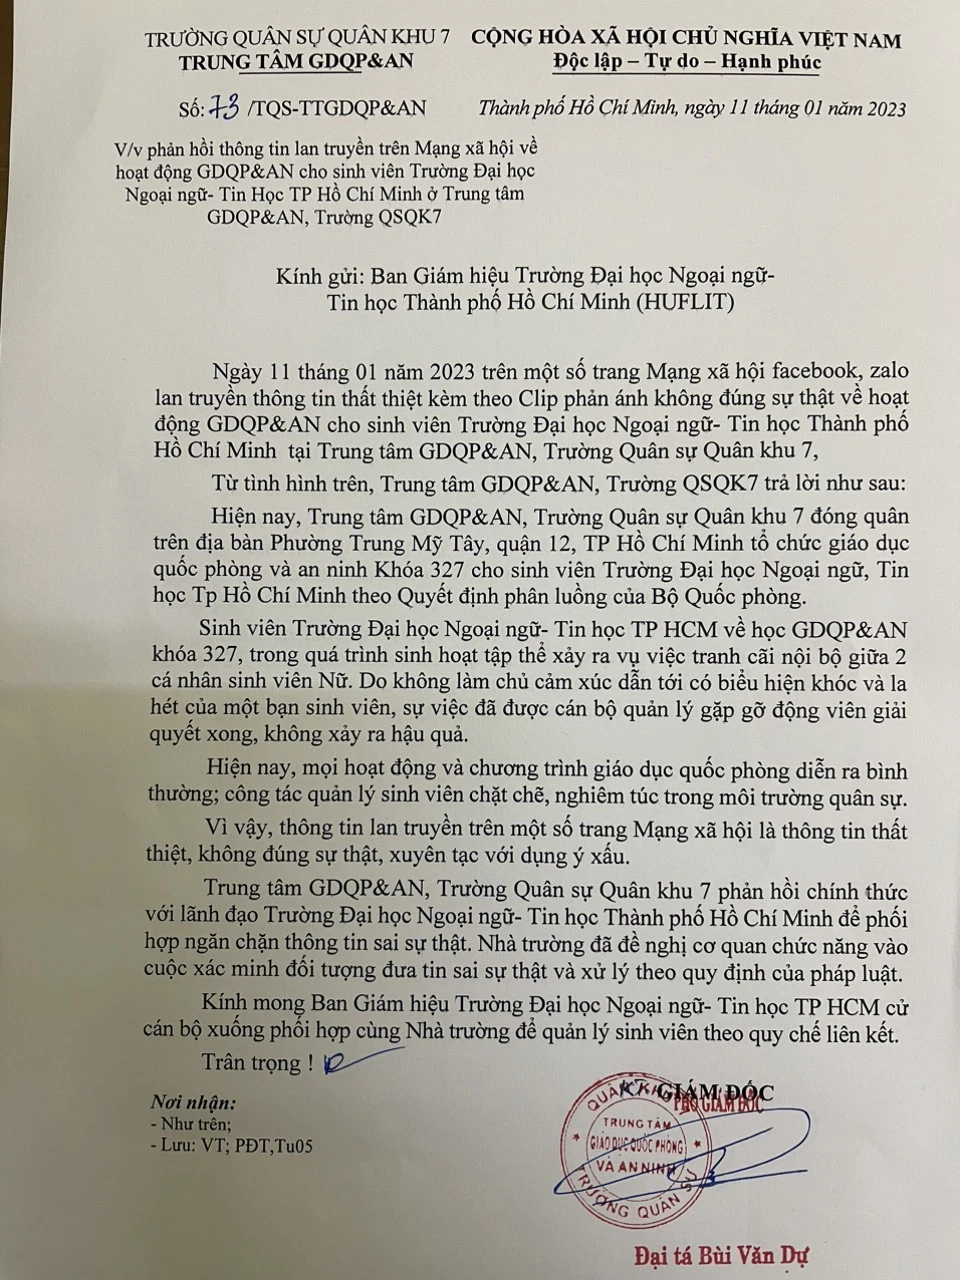 TRƯỜNG QUÂN SỰ QUÂN KHU 7
TRUNG TÂM GDQP&AN
CỘNG HÒA XÃ HỘI CHỦ NGHĨA VIỆT NAM
Độc lập – Tự do – Hạnh phúc
Số: 73 /TQS-TTGDQP&AN
Thành phố Hồ Chí Minh, ngày 11 tháng 01 năm 2023
V/v phản hồi thông tin lan truyền trên Mạng xã hội về
hoạt động GDQP&AN cho sinh viên Trường Đại học
Ngoại ngữ- Tin Học TP Hồ Chí Minh ở Trung tâm
GDQP&AN, Trường QSQK7
Kính gửi: Ban Giám hiệu Trường Đại học Ngoại ngữ-
Tin học Thành phố Hồ Chí Minh (HUFLIT)
Ngày 11 tháng 01 năm 2023 trên một số trang Mạng xã hội facebook, zalo
lan truyền thông tin thất thiệt kèm theo Clip phản ánh không đúng sự thật về hoạt
động GDQP&AN cho sinh viên Trường Đại học Ngoại ngữ- Tin học Thành phố
Hồ Chí Minh tại Trung tâm GDQP&AN, Trường Quân sự Quân khu 7,
Từ tình hình trên, Trung tâm GDQP&AN, Trường QSQK7 trả lời như sau:
Hiện nay, Trung tâm GDQP&AN, Trường Quân sự Quân khu 7 đóng quân
trên địa bàn Phường Trung Mỹ Tây, quận 12, TP Hồ Chí Minh tổ chức giáo dục
quốc phòng và an ninh Khóa 327 cho sinh viên Trường Đại học Ngoại ngữ, Tin
học Tp Hồ Chí Minh theo Quyết định phân luồng của Bộ Quốc phòng.
Sinh viên Trường Đại học Ngoại ngữ- Tin học TP HCM về học GDQP&AN
khóa 327, trong quá trình sinh hoạt tập thể xảy ra vụ việc tranh cãi nội bộ giữa 2
cá nhân sinh viên Nữ. Do không làm chủ cảm xúc dẫn tới có biểu hiện khóc và la
hét của một bạn sinh viên, sự việc đã được cán bộ quản lý gặp gỡ động viên giải
quyết xong, không xảy ra hậu quả.
Hiện nay, mọi hoạt động và chương trình giáo dục quốc phòng diễn ra bình
thường; công tác quản lý sinh viên chặt chẽ, nghiêm túc trong môi trường quân sự.
Vì vậy, thông tin lan truyền trên một số trang Mạng xã hội là thông tin thất
thiệt, không đúng sự thật, xuyên tạc với dụng ý xấu.
Trung tâm GDQP&AN, Trường Quân sự Quân khu 7 phản hồi chính thức
với lãnh đạo Trường Đại học Ngoại ngữ- Tin học Thành phố Hồ Chí Minh để phối
hợp ngăn chặn thông tin sai sự thật. Nhà trường đã đề nghị cơ quan chức năng vào
cuộc xác minh đối tượng đưa tin sai sự thật và xử lý theo quy định của pháp luật.
Kính mong Ban Giám hiệu Trường Đại học Ngoại ngữ- Tin học TP HCM cử
cán bộ xuống phối hợp cùng Nhà trường để quản lý sinh viên theo quy chế liên kết.
Trân trọng !
Nơi nhận:
- Như trên;
- Lưu: VT; PĐT,Tu05
KT GIÁM ĐỐC
PHÓ GIÁM ĐỐC
TRUNG TÂM
GIÁO DỤC QUỐC PHÒNG
VÀ AN NINH
TRƯỜNG QUÂN SỰ
Đại tá Bùi Văn Dự